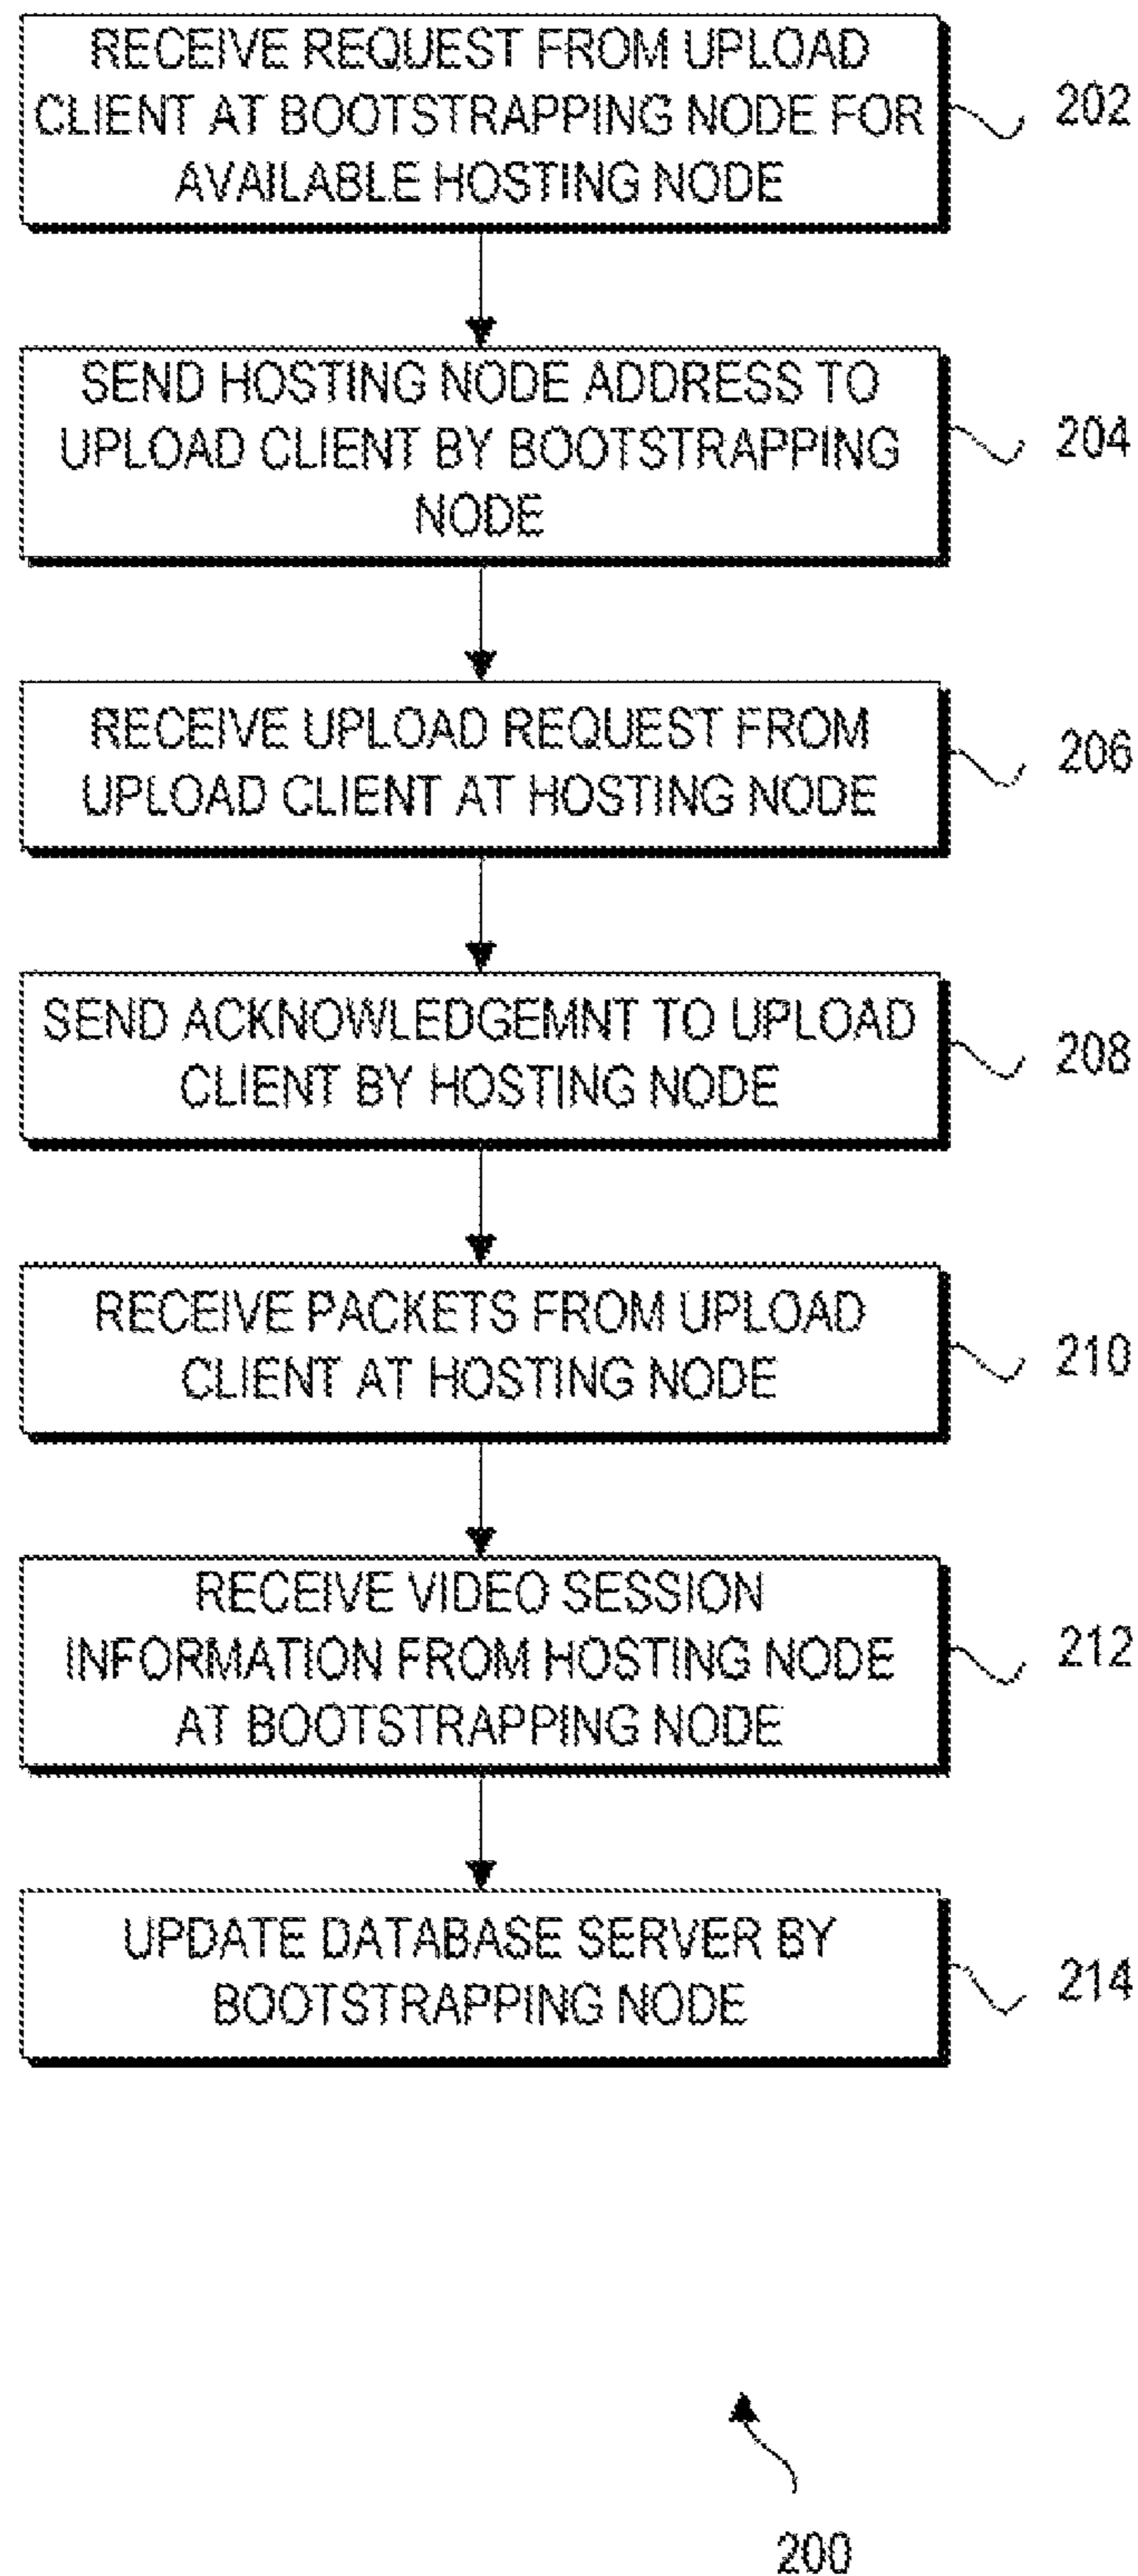 RECEIVE REQUEST FROM UPLOAD
CLIENT AT BOOTSTRAPPING NODE FOR
AVAILABLE HOSTING NODE
202
SEND HOSTING NODE ADDRESS TO
UPLOAD CLIENT BY BOOTSTRAPPING
NODE
204
RECEIVE UPLOAD REQUEST FROM
UPLOAD CLIENT AT HOSTING NODE
206
SEND ACKNOWLEDGEMNT TO UPLOAD
CLIENT BY HOSTING NODE
208
RECEIVE PACKETS FROM UPLOAD
CLIENT AT HOSTING NODE
210
RECEIVE VIDEO SESSION
INFORMATION FROM HOSTING NODE
AT BOOTSTRAPPING NODE
212
UPDATE DATABASE SERVER BY
BOOTSTRAPPING NODE
214
200